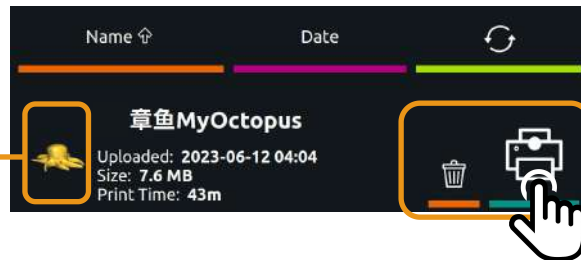 Name ⇧ Date
章鱼MyOctopus
Uploaded: 2023-06-12 04:04
Size: 7.6 MB
Print Time: 43m